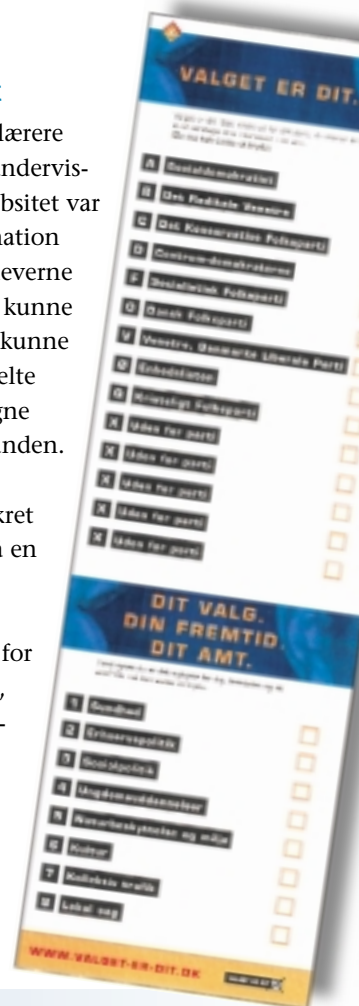 lærere
undervis-
bsitet var
nation
everne
kunne
kunne
elte
gne
nden.
kret
en
for
VALGET ER DIT.
A Socialdemokratiet
B Det Radikale Venstre
C Det Konservative Folkeparti
D Centrum-demokraterne
F Socialistisk Folkeparti
O Dansk Folkeparti
V Venstre, Danmarks Liberale Parti
Ø Enhedslisten
Q Kristeligt Folkeparti
X Uden for parti
X Uden for parti
X Uden for parti
X Uden for parti
X Uden for parti
DIT VALG.
DIN FREMTID.
DIT AMT.
1 Sundhed
2 Erhvervspolitik
3 Socialpolitik
4 Ungdomsuddannelser
5 Naturbeskyttelse og miljø
6 Kultur
7 Kollektiv trafik
8 Lokal sag
WWW.VALGET-ER-DIT.DK